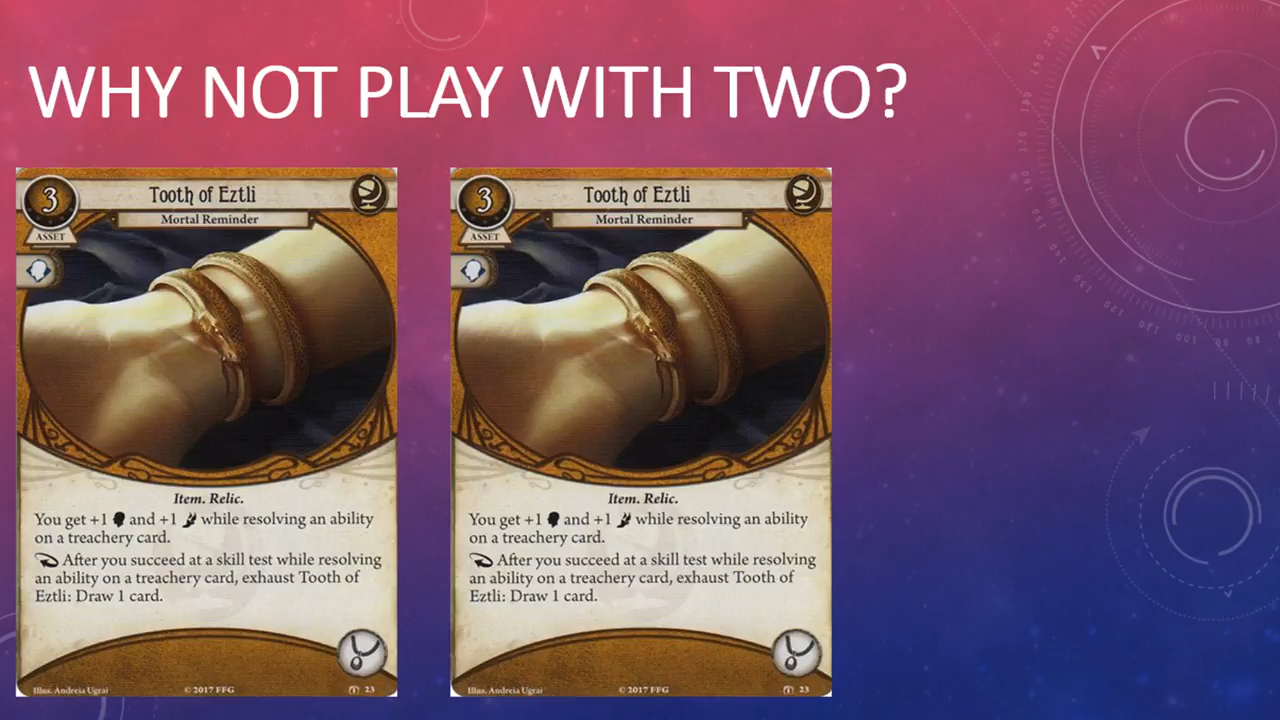 WHY NOT PLAY WITH TWO?
3
Tooth of Eztli
Mortal Reminder
ASSET
Item. Relic.
You get +1 and +1 while resolving an ability
on a treachery card.
After you succeed at a skill test while resolving
an ability on a treachery card, exhaust Tooth of
Eztli: Draw 1 card.
Illus. Andreia Ugrai
© 2017 FFG
23
3
Tooth of Eztli
Mortal Reminder
ASSET
Item. Relic.
You get +1 and +1 while resolving an ability
on a treachery card.
After you succeed at a skill test while resolving
an ability on a treachery card, exhaust Tooth of
Eztli: Draw 1 card.
Illus. Andreia Ugrai
© 2017 FFG
23